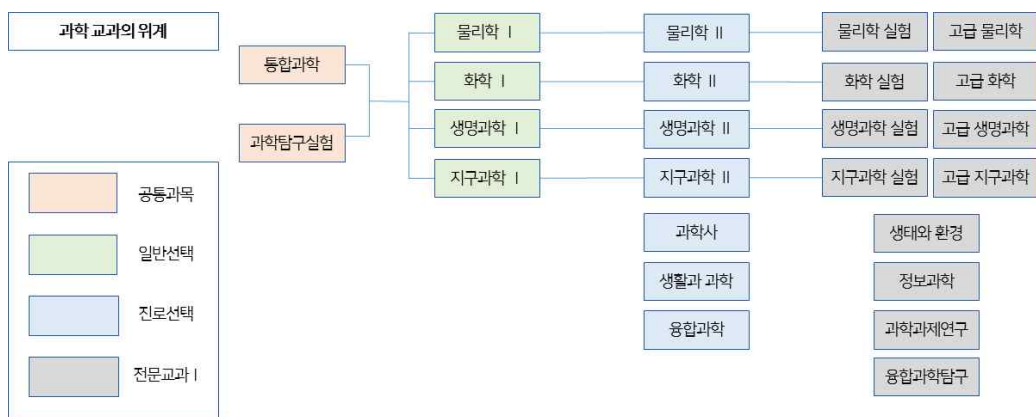 과학 교과의 위계
통합과학
과학탐구실험
물리학 Ⅰ
물리학 Ⅱ
물리학 실험
고급 물리학
화학 Ⅰ
화학 Ⅱ
화학 실험
고급 화학
생명과학 Ⅰ
생명과학 Ⅱ
생명과학 실험
고급 생명과학
지구과학 Ⅰ
지구과학 Ⅱ
지구과학 실험
고급 지구과학
과학사
생태와 환경
생활과 과학
정보과학
융합과학
과학과제연구
융합과학탐구
공통과목
일반선택
진로선택
전문교과Ⅰ